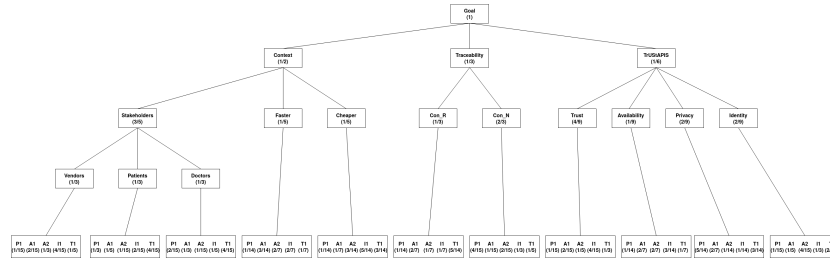 Goal
(1)
Context
(1/2)
Traceability
(1/3)
TrUStAPIS
(1/6)
Stakeholders
(3/5)
Faster
(1/5)
Cheaper
(1/5)
Con_R
(1/3)
Con_N
(2/3)
Trust
(4/9)
Availability
(1/9)
Privacy
(2/9)
Identity
(2/9)
Vendors
(1/3)
Patients
(1/3)
Doctors
(1/3)
P1 A1 A2 I1 T1
(1/15) (2/15) (1/3) (4/15) (1/5)
P1 A1 A2 I1 T1
(1/3) (1/5) (1/15) (2/15) (4/15)
P1 A1 A2 I1 T1
(2/15) (1/3) (1/15) (1/5) (4/15)
P1 A1 A2 I1 T1
(1/14) (3/14) (2/7) (2/7) (1/7)
P1 A1 A2 I1 T1
(1/14) (1/7) (3/14) (5/14) (3/14)
P1 A1 A2 I1 T1
(1/14) (2/7) (1/7) (1/7) (5/14)
P1 A1 A2 I1 T1
(4/15) (1/15) (2/15) (1/3) (1/5)
P1 A1 A2 I1 T1
(1/15) (2/15) (1/5) (4/15) (1/3)
P1 A1 A2 I1 T1
(1/14) (2/7) (2/7) (3/14) (1/7)
P1 A1 A2 I1 T1
(5/14) (2/7) (1/14) (1/14) (3/14)
P1 A1 A2 I1
(1/15) (1/5) (4/15) (1/3)